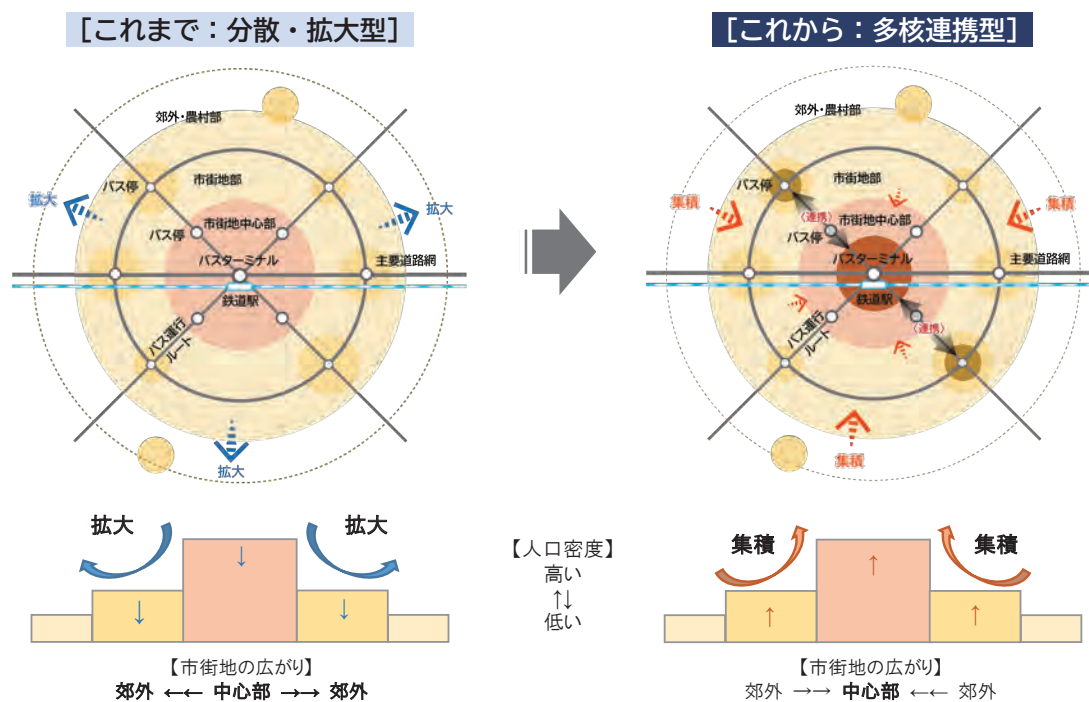 ［これまで：分散・拡大型］
郊外・農村部
バス停
市街地部
拡大
拡大
市街地中心部
バス停
バスターミナル
主要道路網
鉄道駅
バス運行
ルート
拡大
拡大
拡大
【市街地の広がり】
郊外 ←← 中心部 →→ 郊外
【人口密度】
高い
↑↓
低い
［これから：多核連携型］
郊外・農村部
バス停
市街地部
集積
集積
〈連携〉
市街地中心部
バス停
バスターミナル
主要道路網
鉄道駅
〈連携〉
バス運行
ルート
集積
集積
集積
【市街地の広がり】
郊外 →→ 中心部 ←← 郊外